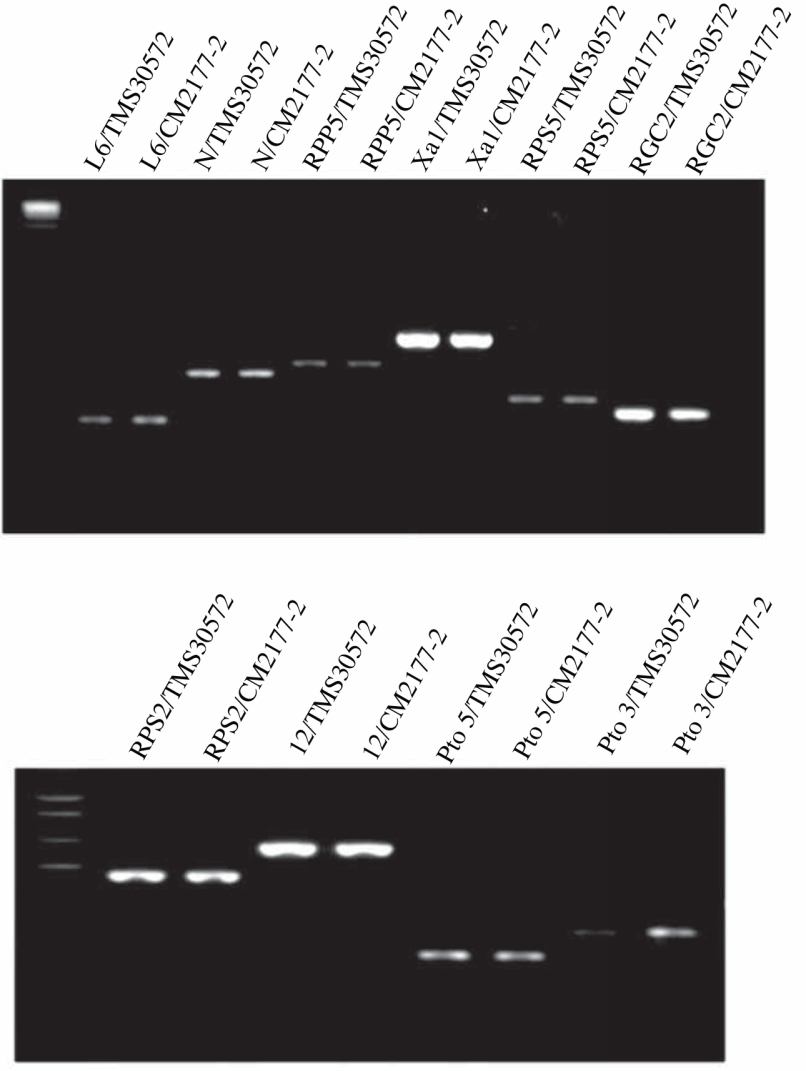 L6/TMS30572
L6/CM2177-2
N/TMS30572
N/CM2177-2
RPP5/TMS30572
RPP5/CM2177-2
Xa1/TMS30572
Xa1/CM2177-2
RPS5/TMS30572
RPS5/CM2177-2
RGC2/TMS30572
RGC2/CM2177-2
RPS2/TMS30572
RPS2/CM2177-2
12/TMS30572
12/CM2177-2
Pto 5/TMS30572
Pto 5/CM2177-2
Pto 3/TMS30572
Pto 3/CM2177-2